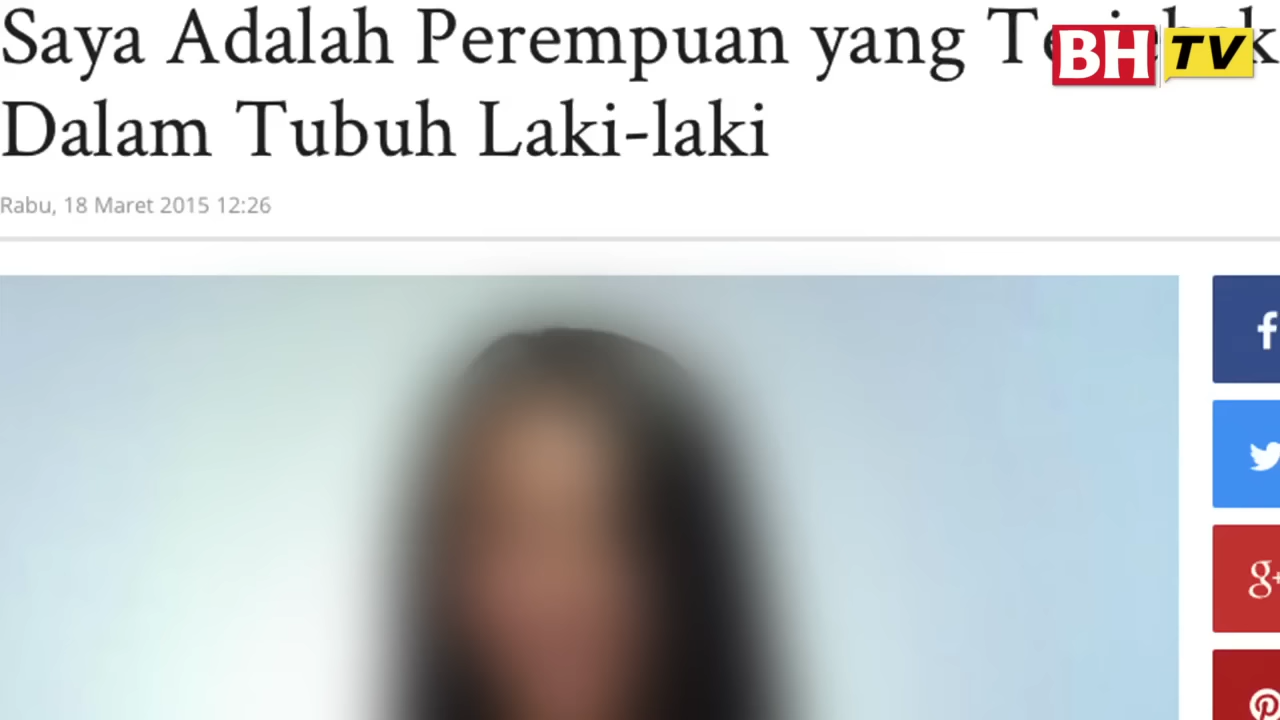 Saya Adalah Perempuan yang
BH TV
Dalam Tubuh Laki-laki
Rabu, 18 Maret 2015 12:26
f
g+